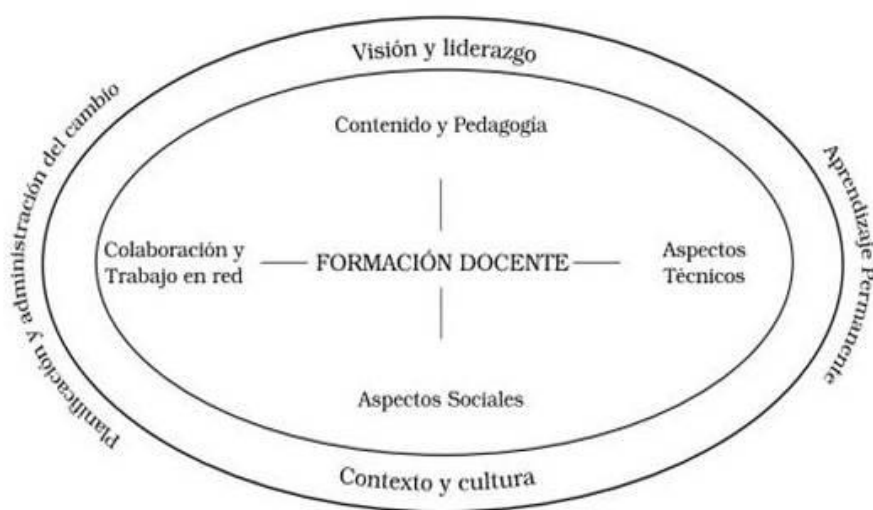 Visión y liderazgo
Planificación y administración del cambio
Contenido y Pedagogía
Aprendizaje Permanente
Colaboración y
Trabajo en red
FORMACIÓN DOCENTE
Aspectos
Técnicos
Aspectos Sociales
Contexto y cultura